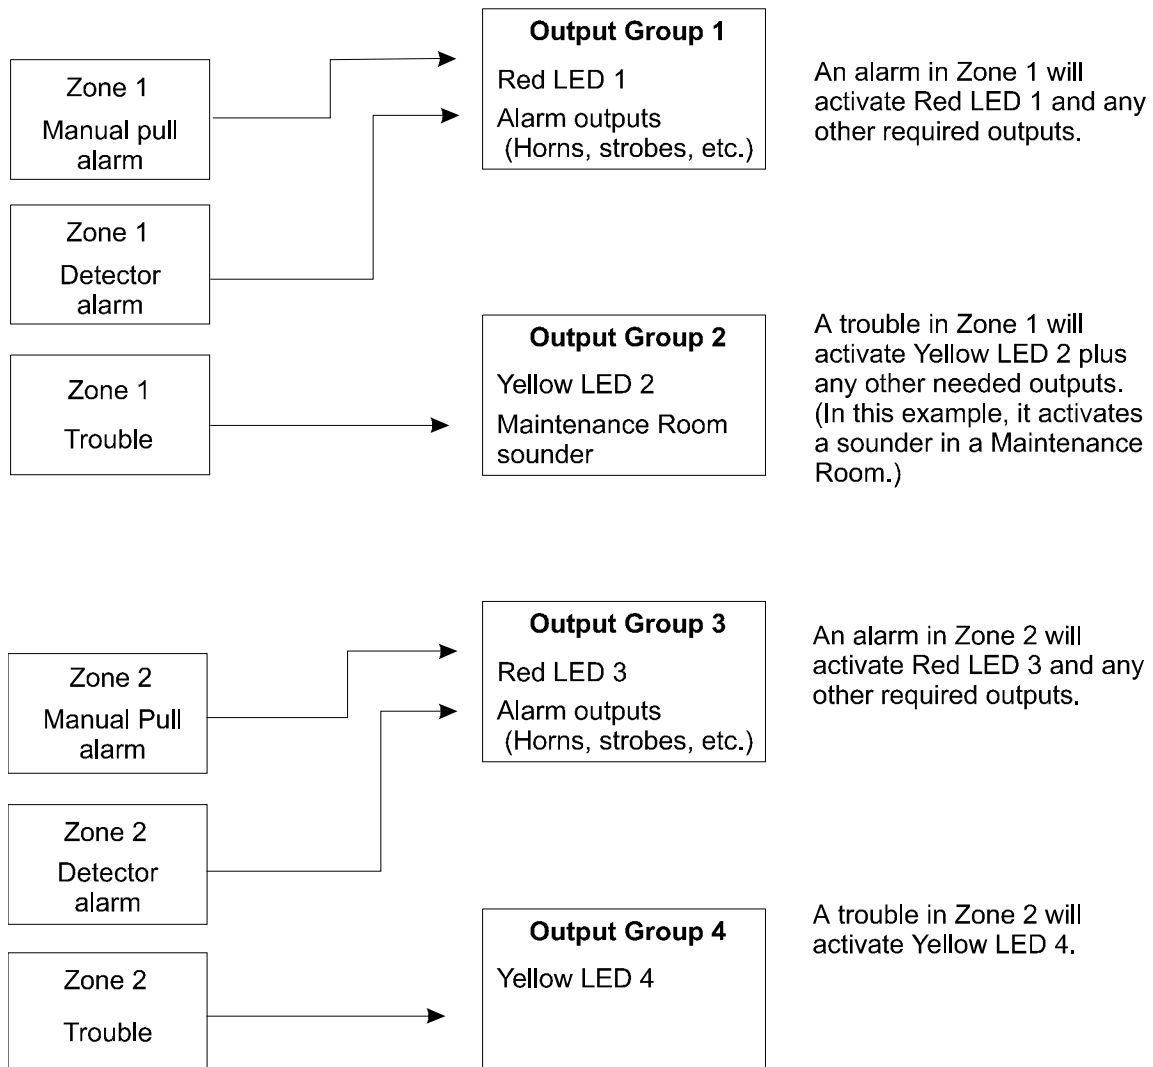 Zone 1
Manual pull
alarm
Output Group 1
Red LED 1
Alarm outputs
(Horns, strobes, etc.)
An alarm in Zone 1 will
activate Red LED 1 and any
other required outputs.
Zone 1
Detector
alarm
Zone 1
Trouble
Output Group 2
Yellow LED 2
Maintenance Room
sounder
A trouble in Zone 1 will
activate Yellow LED 2 plus
any other needed outputs.
(In this example, it activates
a sounder in a Maintenance
Room.)
Zone 2
Manual Pull
alarm
Output Group 3
Red LED 3
Alarm outputs
(Horns, strobes, etc.)
An alarm in Zone 2 will
activate Red LED 3 and any
other required outputs.
Zone 2
Detector
alarm
Zone 2
Trouble
Output Group 4
Yellow LED 4
A trouble in Zone 2 will
activate Yellow LED 4.